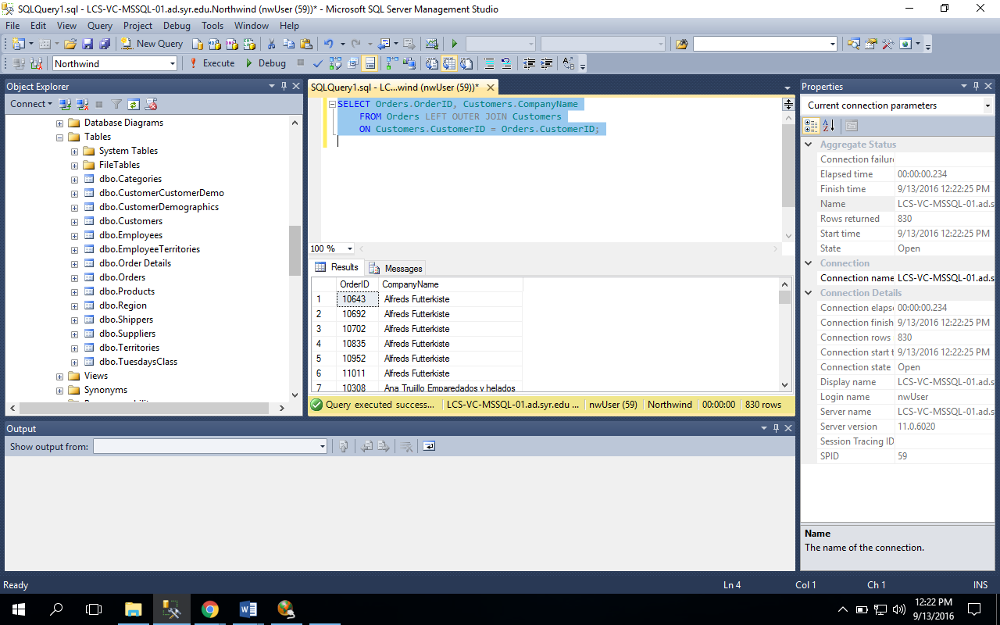 SQLQuery1.sql - LCS-VC-MSSQL-01.ad.syr.edu.Northwind (nwUser (59))* - Microsoft SQL Server Management Studio
File Edit View Query Project Debug Tools Window Help
New Query
Northwind Execute Debug
Object Explorer
Connect
Database Diagrams
Tables
System Tables
FileTables
dbo.Categories
dbo.CustomerCustomerDemo
dbo.CustomerDemographics
dbo.Customers
dbo.Employees
dbo.EmployeeTerritories
dbo.Order Details
dbo.Orders
dbo.Products
dbo.Region
dbo.Shippers
dbo.Suppliers
dbo.Territories
dbo.TuesdaysClass
Views
Synonyms
SQLQuery1.sql - LC...wind (nwUser (59))*
SELECT Orders.OrderID, Customers.CompanyName
FROM Orders LEFT OUTER JOIN Customers
ON Customers.CustomerID = Orders.CustomerID;
100 %
Results Messages
OrderID CompanyName
1 10643 Alfreds Futterkiste
2 10692 Alfreds Futterkiste
3 10702 Alfreds Futterkiste
4 10835 Alfreds Futterkiste
5 10952 Alfreds Futterkiste
6 11011 Alfreds Futterkiste
7 10308 Ana Trujillo Emparedados y helados
Query executed success... LCS-VC-MSSQL-01.ad.syr.edu ... nwUser (59) Northwind 00:00:00 830 rows
Properties
Current connection parameters
Aggregate Status
Connection failure
Elapsed time 00:00:00.234
Finish time 9/13/2016 12:22:25 PM
Name LCS-VC-MSSQL-01.ad.s
Rows returned 830
Start time 9/13/2016 12:22:25 PM
State Open
Connection
Connection name LCS-VC-MSSQL-01.ad.s
Connection Details
Connection elaps 00:00:00.234
Connection finish 9/13/2016 12:22:25 PM
Connection rows 830
Connection start t 9/13/2016 12:22:25 PM
Connection state Open
Display name LCS-VC-MSSQL-01.ad.s
Login name nwUser
Server name LCS-VC-MSSQL-01.ad.s
Server version 11.0.6020
Session Tracing ID
SPID 59
Name
The name of the connection.
Output
Show output from:
Ready Ln 4 Col 1 Ch 1 INS
12:22 PM
9/13/2016